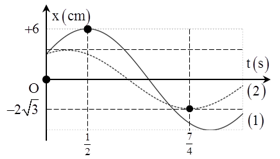 x (cm)
+6
t (s)
O
(2)
−2√3
(1)
1/2
7/4